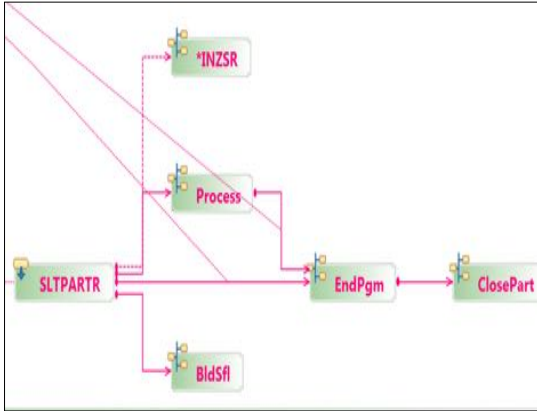 *INZSR
Process
SLTPARTR
EndPgm
ClosePart
BldSfl